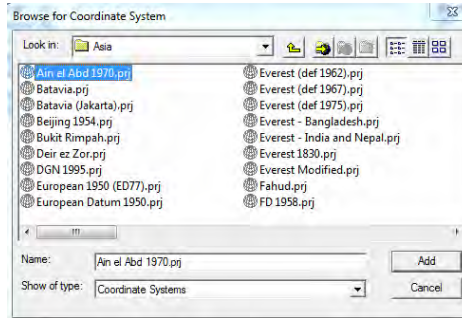 Browse for Coordinate System
Look in: Asia
Ain el Abd 1970.prj
Batavia.prj
Batavia (Jakarta).prj
Beijing 1954.prj
Bukit Rimpah.prj
Deir ez Zor.prj
DGN 1995.prj
European 1950 (ED77).prj
European Datum 1950.prj
Everest (def 1962).prj
Everest (def 1967).prj
Everest (def 1975).prj
Everest - Bangladesh.prj
Everest - India and Nepal.prj
Everest 1830.prj
Everest Modified.prj
Fahud.prj
FD 1958.prj
Name: Ain el Abd 1970.prj Add
Show of type: Coordinate Systems Cancel